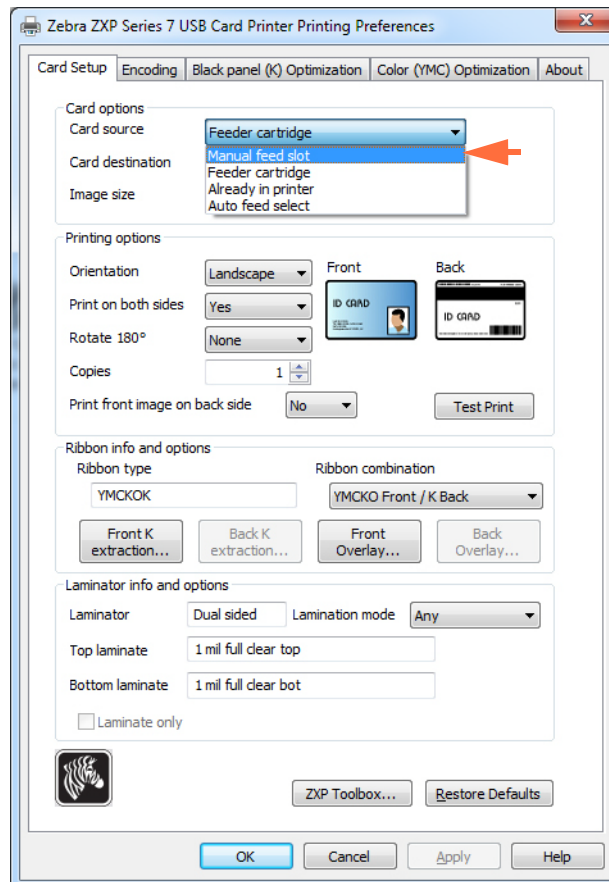 Zebra ZXP Series 7 USB Card Printer Printing Preferences
Card Setup Encoding Black panel (K) Optimization Color (YMC) Optimization About
Card options
Card source Feeder cartridge
Manual feed slot
Card destination
Feeder cartridge
Already in printer
Image size
Auto feed select
Printing options
Orientation Landscape Front Back
Print on both sides Yes
ID CARD
ID CARD
Rotate 180° None
Copies 1
Print front image on back side No Test Print
Ribbon info and options
Ribbon type Ribbon combination
YMCKOK YMCKO Front / K Back
Front K extraction... Back K extraction... Front Overlay... Back Overlay...
Laminator info and options
Laminator Dual sided Lamination mode Any
Top laminate 1 mil full clear top
Bottom laminate 1 mil full clear bot
Laminate only
ZXP Toolbox... Restore Defaults
OK Cancel Apply Help